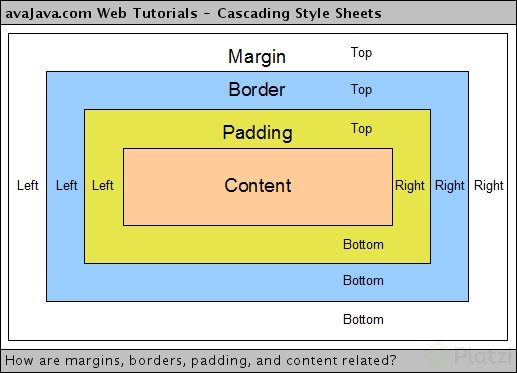 avaJava.com Web Tutorials - Cascading Style Sheets
Margin Top
Border Top
Padding Top
Left Left Left Content Right Right Right
Bottom
Bottom
Bottom
How are margins, borders, padding, and content related?
Platzi